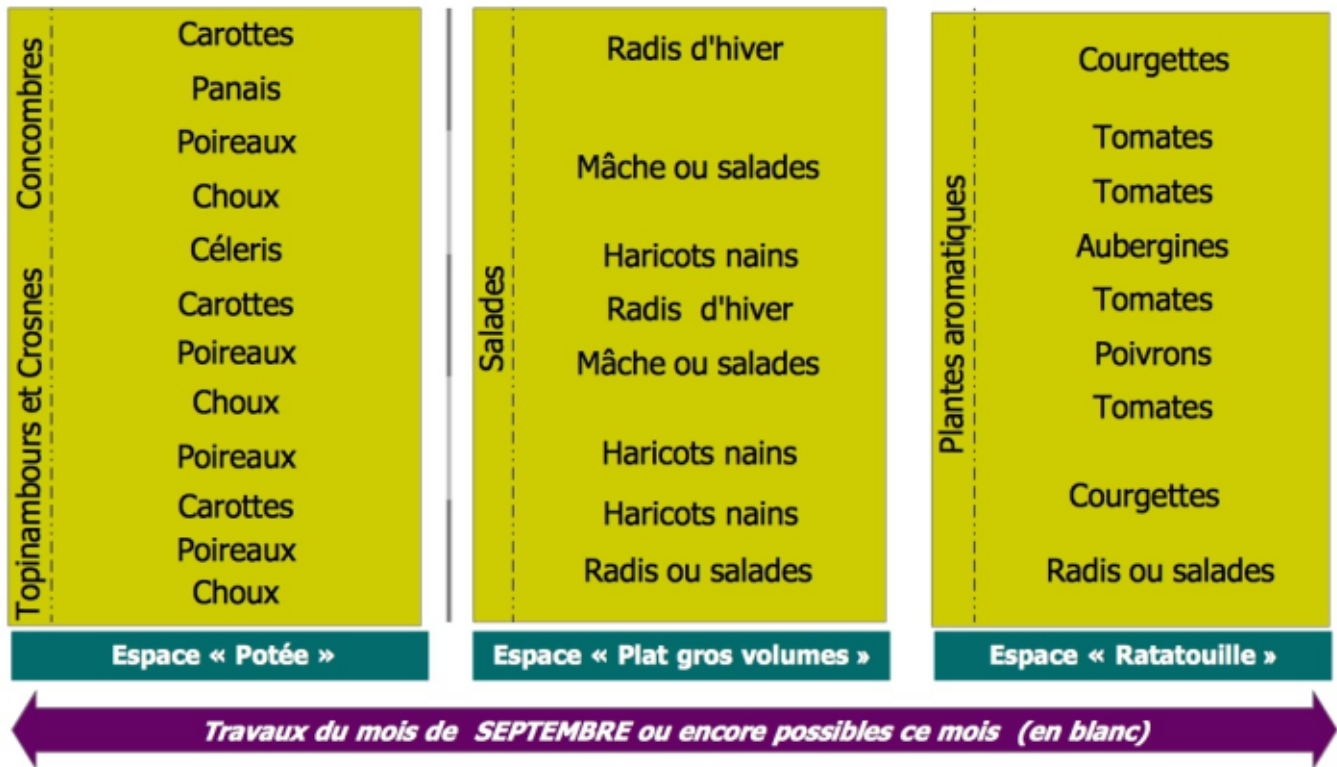 Concombres
Topinambours et Crosnes
Carottes
Panais
Poireaux
Choux
Céleris
Carottes
Poireaux
Choux
Poireaux
Carottes
Poireaux
Choux
Espace « Potée »
Salades
Radis d'hiver
Mâche ou salades
Haricots nains
Radis d'hiver
Mâche ou salades
Haricots nains
Haricots nains
Radis ou salades
Espace « Plat gros volumes »
Plantes aromatiques
Courgettes
Tomates
Tomates
Aubergines
Tomates
Poivrons
Tomates
Courgettes
Radis ou salades
Espace « Ratatouille »
Travaux du mois de SEPTEMBRE ou encore possibles ce mois (en blanc)